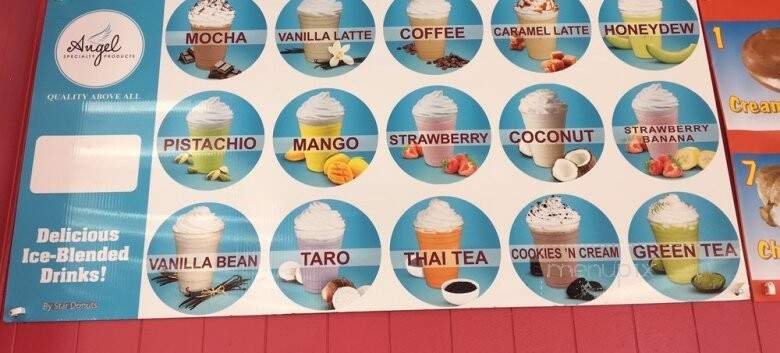 Angel
SPECIALTY PRODUCTS
QUALITY ABOVE ALL
Delicious
Ice-Blended
Drinks!
By Star Donuts
MOCHA
VANILLA LATTE
COFFEE
CARAMEL LATTE
HONEYDEW
PISTACHIO
MANGO
STRAWBERRY
COCONUT
STRAWBERRY
BANANA
VANILLA BEAN
TARO
THAI TEA
COOKIES 'N CREAM
GREEN TEA
menupix
1
7